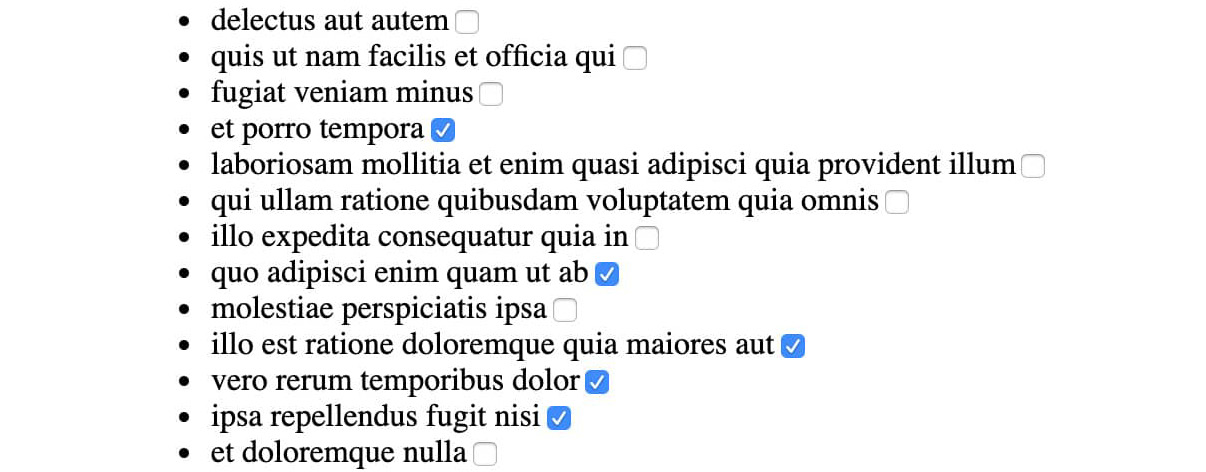 delectus aut autem
quis ut nam facilis et officia qui
fugiat veniam minus
et porro tempora
laboriosam mollitia et enim quasi adipisci quia provident illum
qui ullam ratione quibusdam voluptatem quia omnis
illo expedita consequatur quia in
quo adipisci enim quam ut ab
molestiae perspiciatis ipsa
illo est ratione doloremque quia maiores aut
vero rerum temporibus dolor
ipsa repellendus fugit nisi
et doloremque nulla